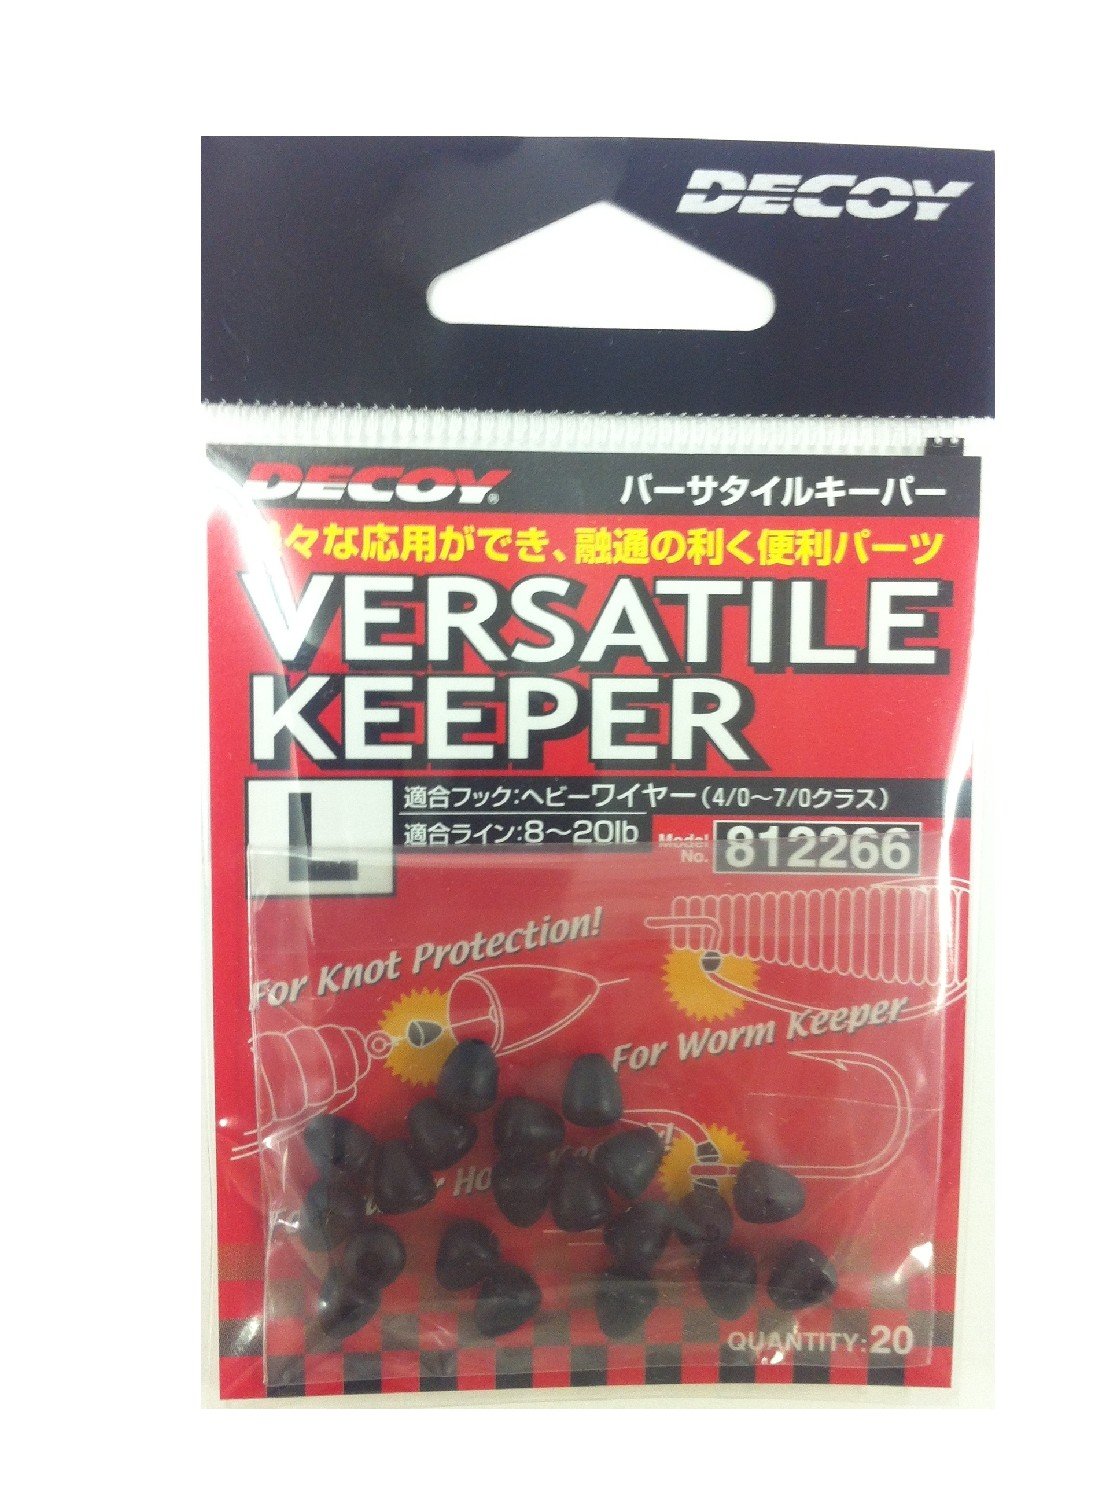 DECOY
DECOY®
バーサタイルキーパー
々な応用ができ、融通の利く便利パーツ
VERSATILE
KEEPER
L
適合フック:ヘビーワイヤー(4/0〜7/0クラス)
適合ライン:8〜20lb
Model No. 812266
For Knot Protection!
For Worm Keeper
QUANTITY:20